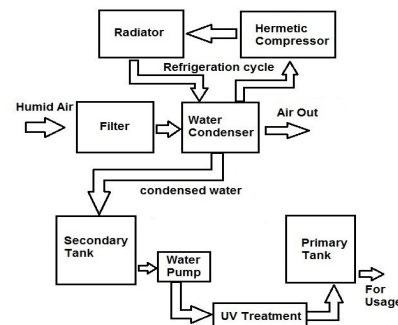 Radiator
Hermetic
Compressor
Refrigeration cycle
Humid Air
Filter
Water
Condenser
Air Out
condensed water
Secondary
Tank
Water
Pump
UV Treatment
Primary
Tank
For
Usage